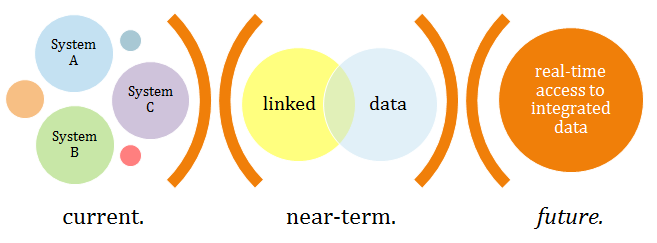 System
A
System
C
System
B
linked
data
real-time
access to
integrated
data
current.
near-term.
future.